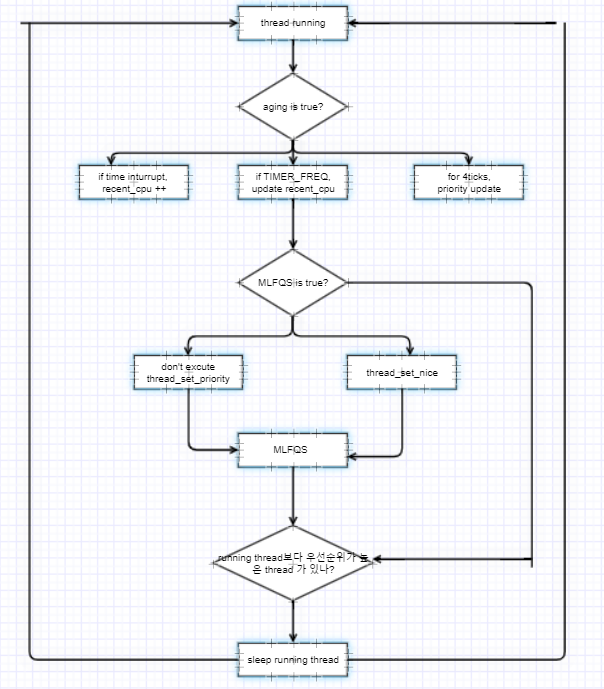 thread running
aging is true?
if time inturrupt,
recent_cpu ++
if TIMER_FREQ,
update recent_cpu
for 4ticks,
priority update
MLFQS is true?
don't excute
thread_set_priority
thread_set_nice
MLFQS
running thread보다 우선순위가 높
은 thread 가 있나?
sleep running thread